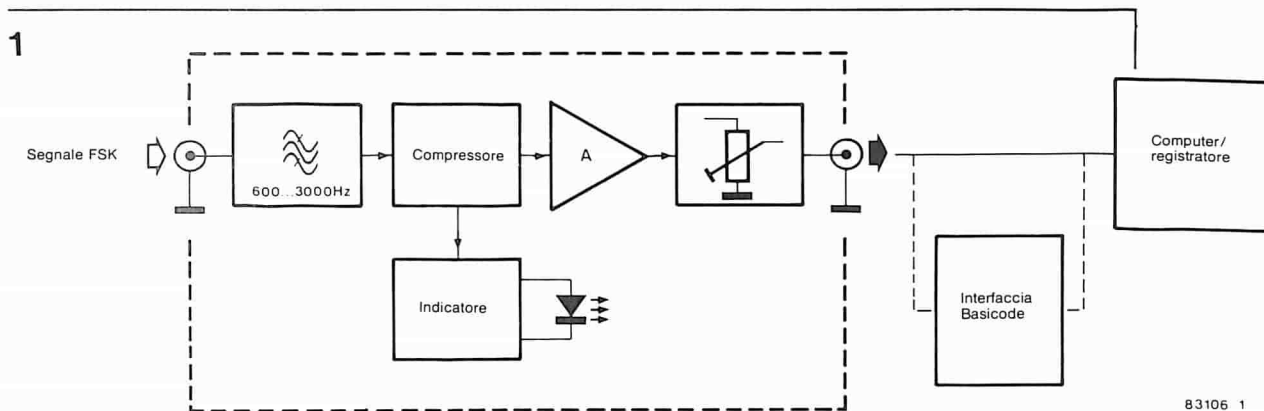 1
Segnale FSK
600...3000Hz
Compressore
A
Indicatore
Computer/
registratore
Interfaccia
Basicode
83106 1